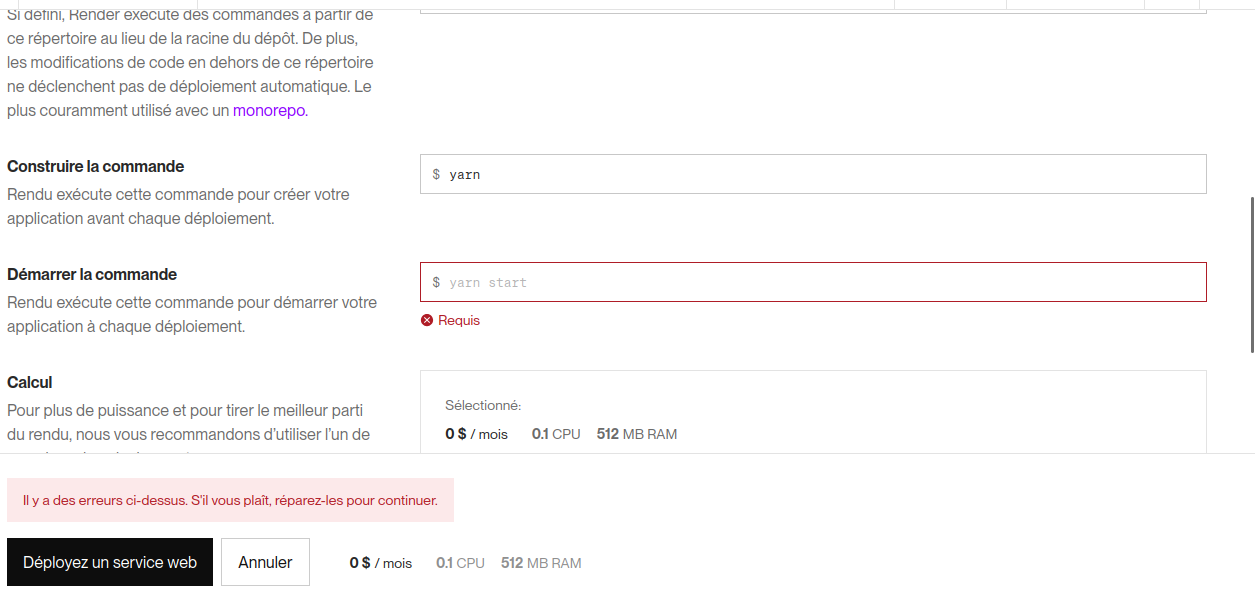 Si défini, Render exécute des commandes à partir de
ce répertoire au lieu de la racine du dépôt. De plus,
les modifications de code en dehors de ce répertoire
ne déclenchent pas de déploiement automatique. Le
plus couramment utilisé avec un monorepo.
Construire la commande
Rendu exécute cette commande pour créer votre
application avant chaque déploiement.
$ yarn
Démarrer la commande
Rendu exécute cette commande pour démarrer votre
application à chaque déploiement.
$ yarn start
Requis
Calcul
Pour plus de puissance et pour tirer le meilleur parti
du rendu, nous vous recommandons d'utiliser l'un de
Sélectionné:
0 $ / mois 0.1 CPU 512 MB RAM
Il y a des erreurs ci-dessus. S'il vous plaît, réparez-les pour continuer.
Déployez un service web
Annuler
0 $ / mois 0.1 CPU 512 MB RAM